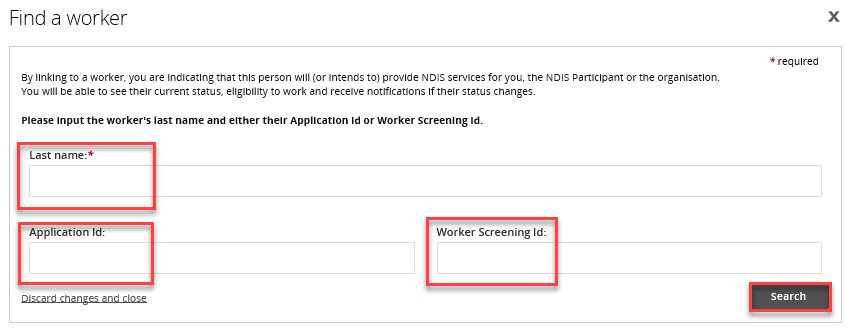 Find a worker
X
* required
By linking to a worker, you are indicating that this person will (or intends to) provide NDIS services for you, the NDIS Participant or the organisation.
You will be able to see their current status, eligibility to work and receive notifications if their status changes.
Please input the worker's last name and either their Application Id or Worker Screening Id.
Last name:*
Application Id:
Worker Screening Id:
Discard changes and close
Search